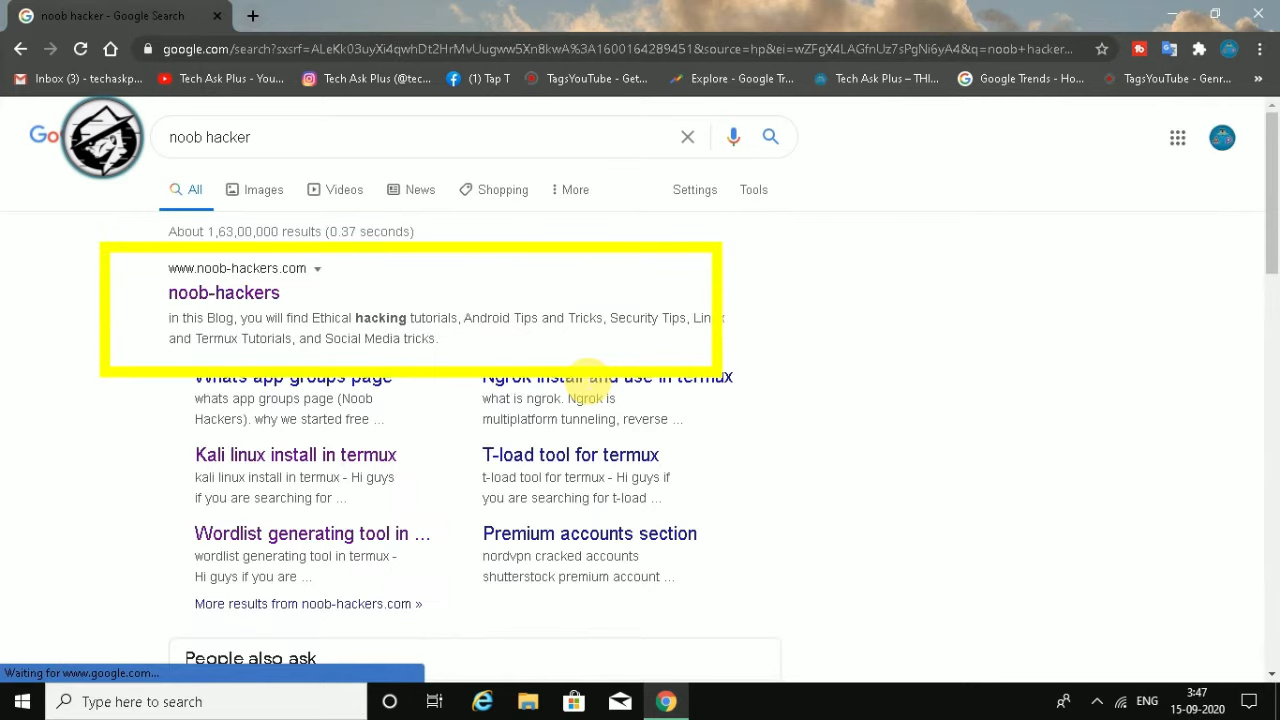 noob hacker - Google Search
google.com/search?sxsrf=ALeKk03uyXi4qwhDt2HrMvUugww5Xn8kwA%3A1600164289451&source=hp&ei=wZFgX4LAGfnUz7sPgNi6yA4&q=noob+hacker...
Inbox (3) - techaskp... Tech Ask Plus - You... Tech Ask Plus (@tec... (1) Tap T TagsYouTube - Get... Explore - Google Tr... Tech Ask Plus – THI... Google Trends - Ho... TagsYouTube - Genr... »
Go
noob hacker
All Images Videos News Shopping More Settings Tools
About 1,63,00,000 results (0.37 seconds)
www.noob-hackers.com
noob-hackers
in this Blog, you will find Ethical hacking tutorials, Android Tips and Tricks, Security Tips, Linux
and Termux Tutorials, and Social Media tricks.
Whats app groups page
whats app groups page (Noob
Hackers). why we started free ...
Ngrok install and use in termux
what is ngrok. Ngrok is
multiplatform tunneling, reverse ...
Kali linux install in termux
kali linux install in termux - Hi guys
if you are searching for ...
T-load tool for termux
t-load tool for termux - Hi guys if
you are searching for t-load ...
Wordlist generating tool in ...
wordlist generating tool in termux -
Hi guys if you are ...
Premium accounts section
nordvpn cracked accounts
shutterstock premium account ...
More results from noob-hackers.com »
People also ask
Waiting for www.google.com...
Type here to search
ENG
3:47
15-09-2020